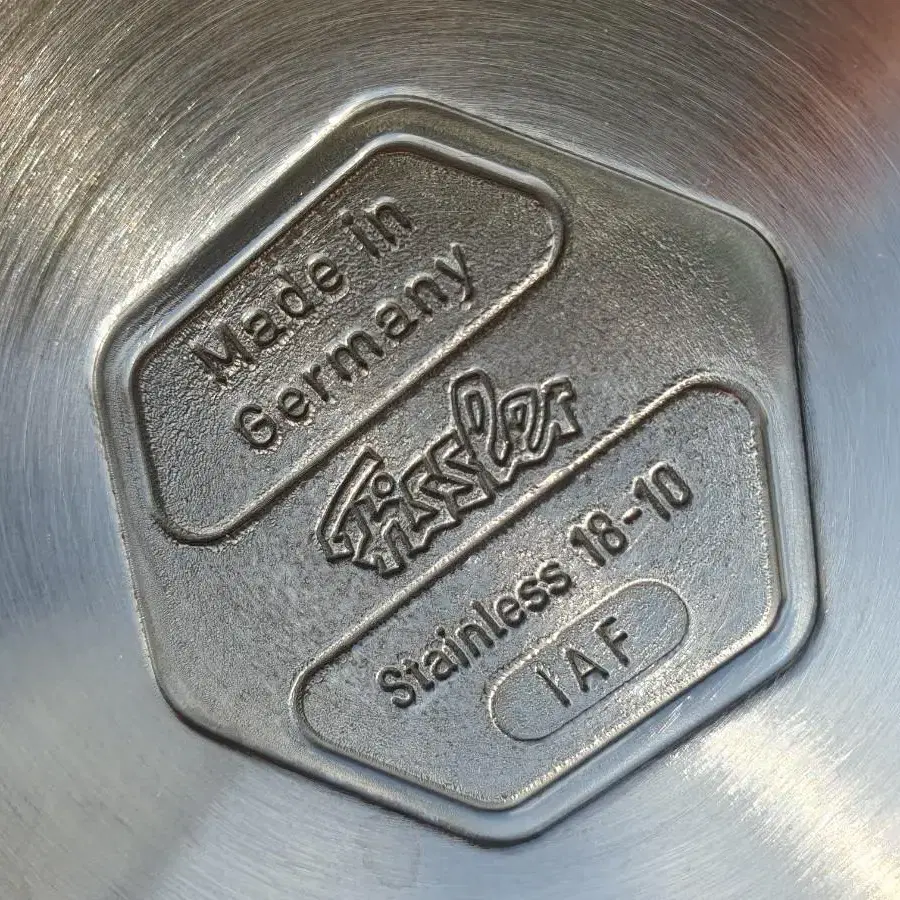 Made in
Germany
Fissler
Stainless 18-10
IAF